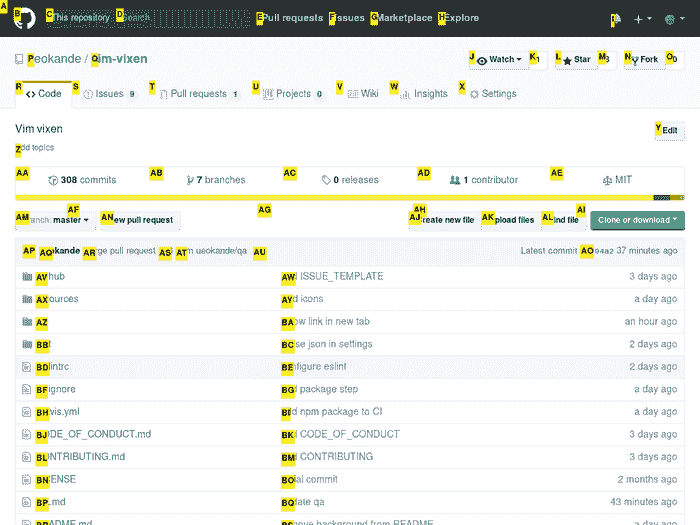 A B C This repository D Search E Pull requests F Issues G Marketplace H Explore I
P eokande / Q im-vixen J Watch K 1 L Star M 3 N Fork O 0
R Code S Issues 9 T Pull requests 1 U Projects 0 V Wiki W Insights X Settings
Vim vixen Y Edit
Z dd topics
AA 308 commits AB 7 branches AC 0 releases AD 1 contributor AE MIT
AM anch: master AF AN ew pull request AG AH AJ reate new file AK pload files AL ind file AI Clone or download
AP AQ okande AR ge pull request AS AT m ueokande/qa AU Latest commit AO 94a2 37 minutes ago
AV hub AW d ISSUE_TEMPLATE 3 days ago
AX ources AY d icons a day ago
AZ BA ow link in new tab an hour ago
BB t BC se json in settings 2 days ago
BD lintrc BE nfigure eslint 2 days ago
BF ignore BG d package step a day ago
BH vis.yml BI d npm package to CI a day ago
BJ DE_OF_CONDUCT.md BK d CODE_OF_CONDUCT 3 days ago
BL NTRIBUTING.md BM d CONTRIBUTING 3 days ago
BN ENSE BO ial commit 2 months ago
BP .md BQ date qa 43 minutes ago
ADME.md move background from README a day ago